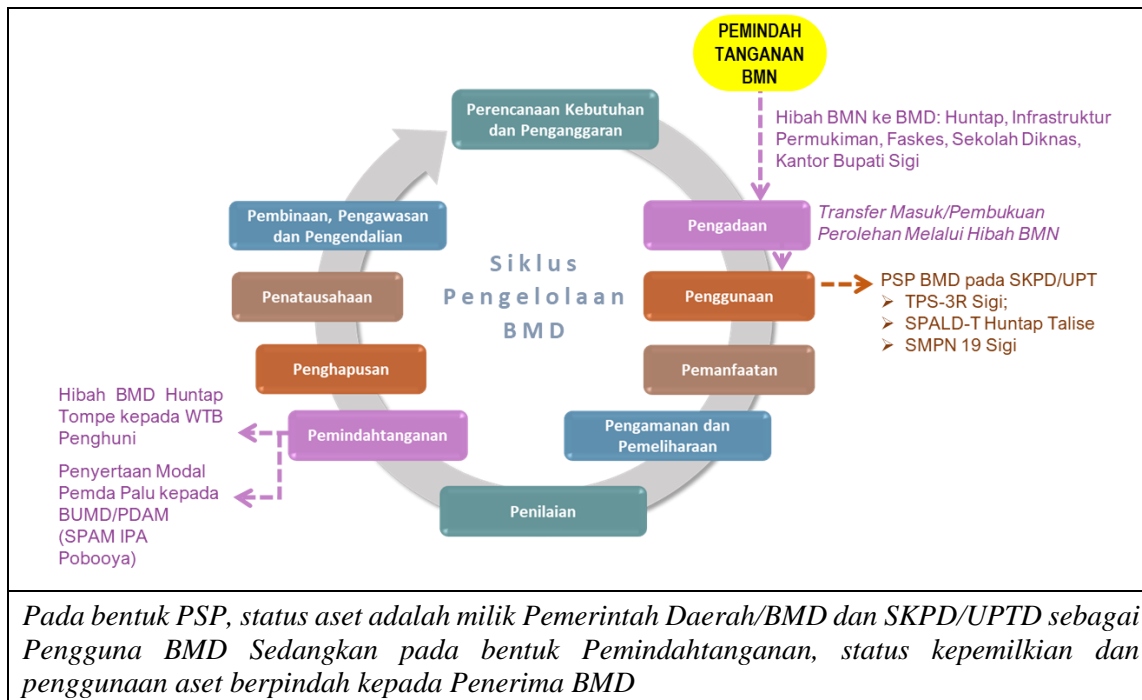 PEMINDAH
TANGANAN
BMN
Hibah BMN ke BMD: Huntap, Infrastruktur
Permukiman, Faskes, Sekolah Diknas,
Kantor Bupati Sigi
Perencanaan Kebutuhan
dan Penganggaran
Pengadaan
Transfer Masuk/Pembukuan
Perolehan Melalui Hibah BMN
Penggunaan
PSP BMD pada SKPD/UPT
➢ TPS-3R Sigi;
➢ SPALD-T Huntap Talise
➢ SMPN 19 Sigi
Pemanfaatan
Pengamanan dan
Pemeliharaan
Penilaian
Pemindahtanganan
Hibah BMD Huntap
Tompe kepada WTB
Penghuni
Penyertaan Modal
Pemda Palu kepada
BUMD/PDAM
(SPAM IPA
Pobooya)
Penghapusan
Penatausahaan
Pembinaan, Pengawasan
dan Pengendalian
Siklus
Pengelolaan
BMD
Pada bentuk PSP, status aset adalah milik Pemerintah Daerah/BMD dan SKPD/UPTD sebagai
Pengguna BMD Sedangkan pada bentuk Pemindahtanganan, status kepemilkian dan
penggunaan aset berpindah kepada Penerima BMD